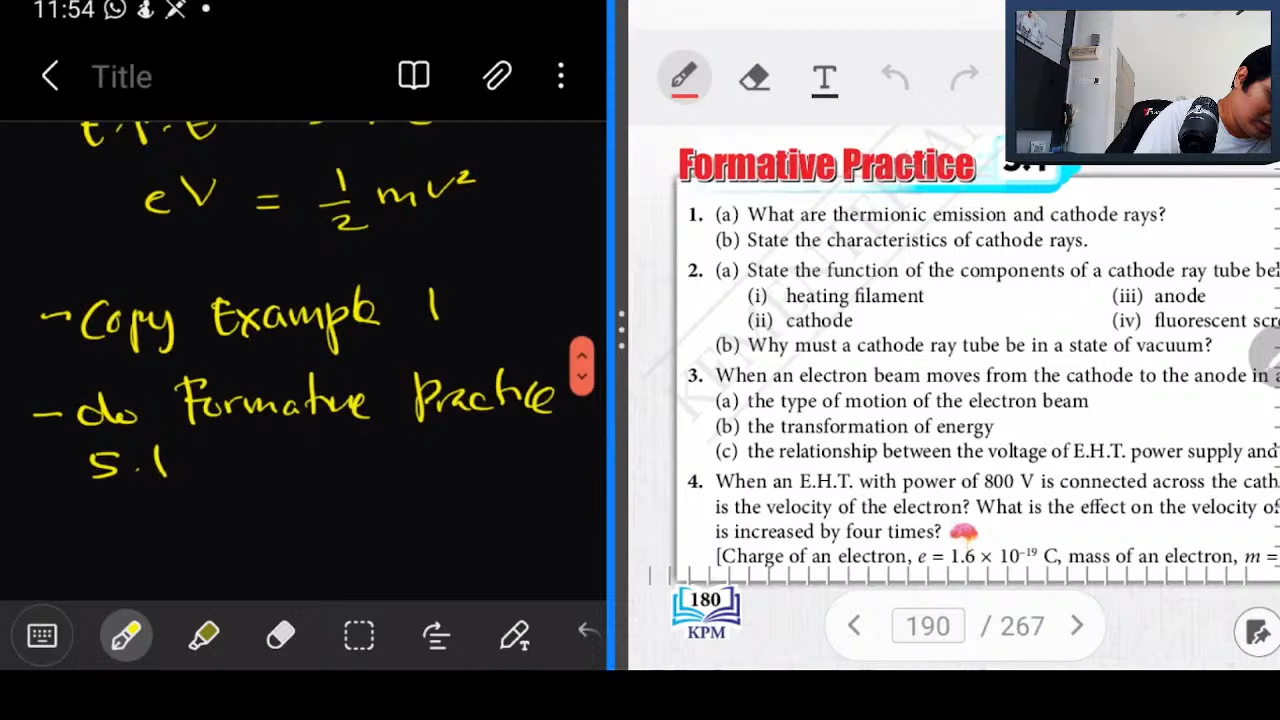 11:54
Title
eV = 1/2 mv²
- Copy Example 1
- do Formative Practice
5.1
Formative Practice 5.1
1. (a) What are thermionic emission and cathode rays?
(b) State the characteristics of cathode rays.
2. (a) State the function of the components of a cathode ray tube be
(i) heating filament (iii) anode
(ii) cathode (iv) fluorescent scr
(b) Why must a cathode ray tube be in a state of vacuum?
3. When an electron beam moves from the cathode to the anode in a
(a) the type of motion of the electron beam
(b) the transformation of energy
(c) the relationship between the voltage of E.H.T. power supply and
4. When an E.H.T. with power of 800 V is connected across the cath
is the velocity of the electron? What is the effect on the velocity of
is increased by four times?
[Charge of an electron, e = 1.6 × 10⁻¹⁹ C, mass of an electron, m =
180
KPM
190 / 267